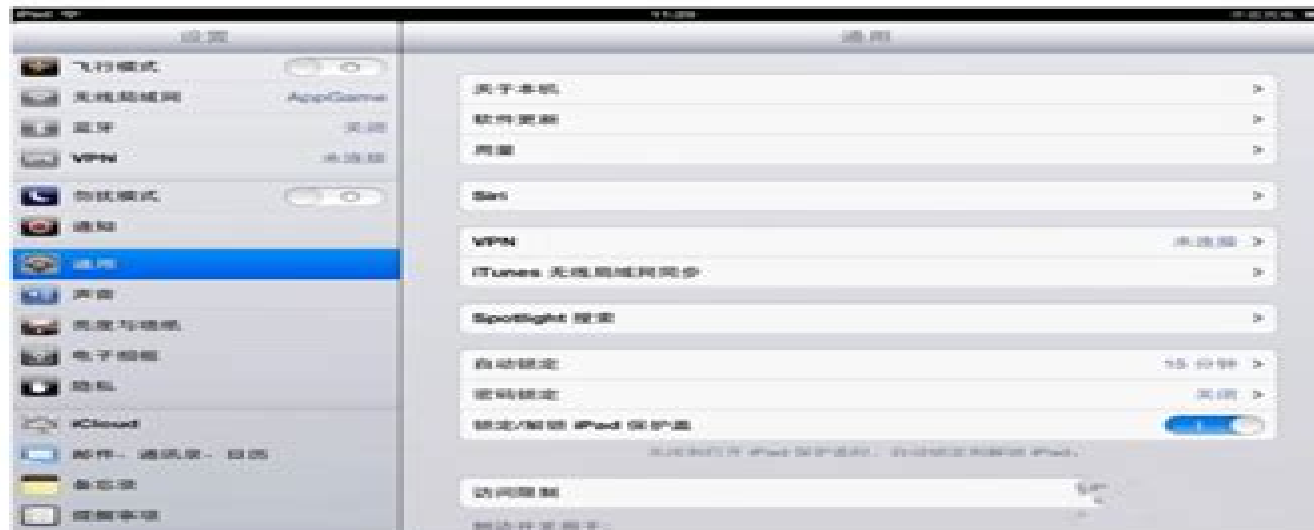 iPad
设置
飞行模式
无线局域网 AppGame
蓝牙 关闭
VPN 未连接
勿扰模式
通知
通用
声音
亮度与墙纸
电子相框
隐私
iCloud
邮件、通讯录、日历
备忘录
提醒事项
通用
关于本机 >
软件更新 >
用量 >
Siri >
VPN 未连接 >
iTunes 无线局域网同步 >
Spotlight 搜索 >
自动锁定 15 分钟 >
密码锁定 关闭 >
锁定/解锁 iPad 保护盖
访问限制